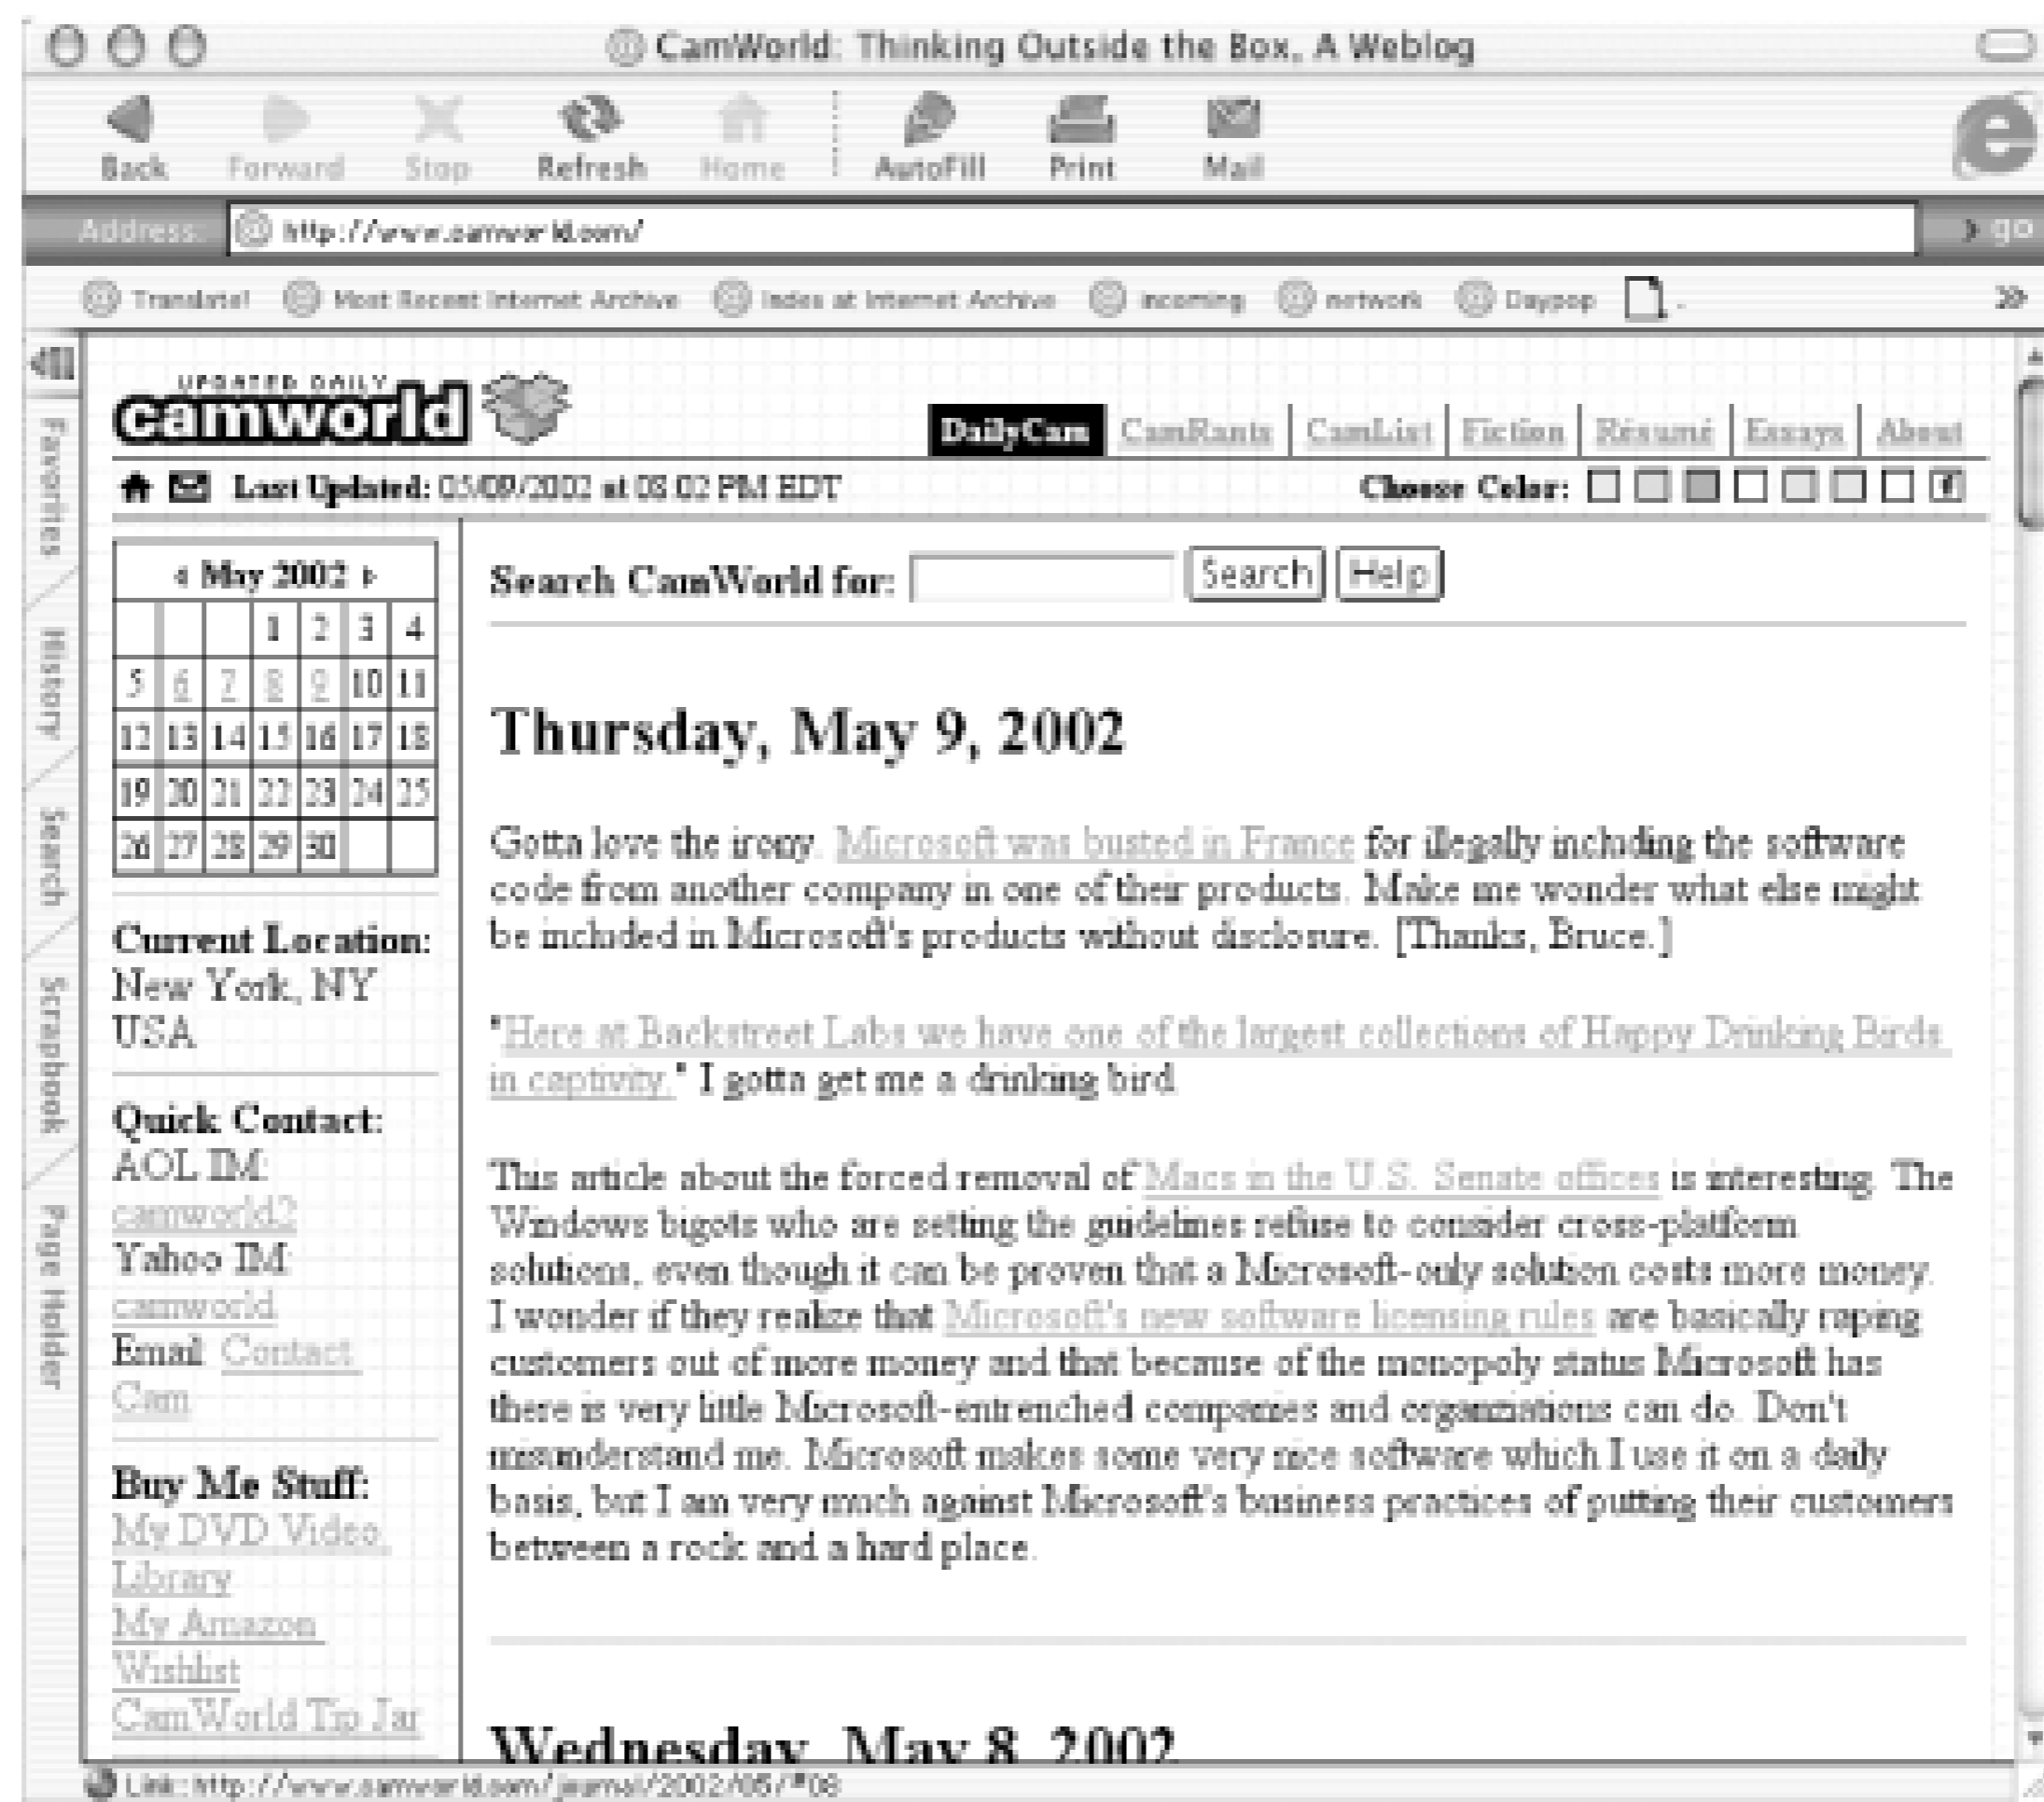 CamWorld: Thinking Outside the Box, A Weblog
Back Forward Stop Refresh Home AutoFill Print Mail
Address: http://www.camworld.com/ go
Translate! Most Recent Internet Archive Index at Internet Archive incoming network Daypop
Favorites
History
Search
Scrapbook
Page Holder
UPDATED DAILY
camworld
DailyCam CamRants CamList Fiction Résumé Essays About
Last Updated: 05/09/2002 at 08:02 PM EDT Choose Color: f
May 2002
1 2 3 4
5 6 7 8 9 10 11
12 13 14 15 16 17 18
19 20 21 22 23 24 25
26 27 28 29 30
Current Location:
New York, NY
USA
Quick Contact:
AOL IM:
camworld2
Yahoo IM:
camworld
Email: Contact
Cam
Buy Me Stuff:
My DVD Video
Library
My Amazon
Wishlist
CamWorld Tip Jar
Search CamWorld for: Search Help
Thursday, May 9, 2002
Gotta love the irony. Microsoft was busted in France for illegally including the software
code from another company in one of their products. Make me wonder what else might
be included in Microsoft's products without disclosure. [Thanks, Bruce.]
"Here at Backstreet Labs we have one of the largest collections of Happy Drinking Birds
in captivity." I gotta get me a drinking bird.
This article about the forced removal of Macs in the U.S. Senate offices is interesting. The
Windows bigots who are setting the guidelines refuse to consider cross-platform
solutions, even though it can be proven that a Microsoft-only solution costs more money.
I wonder if they realize that Microsoft's new software licensing rules are basically raping
customers out of more money and that because of the monopoly status Microsoft has
there is very little Microsoft-entrenched companies and organizations can do. Don't
misunderstand me. Microsoft makes some very nice software which I use it on a daily
basis, but I am very much against Microsoft's business practices of putting their customers
between a rock and a hard place.
Wednesday, May 8, 2002
Link: http://www.camworld.com/journal/2002/05/#08